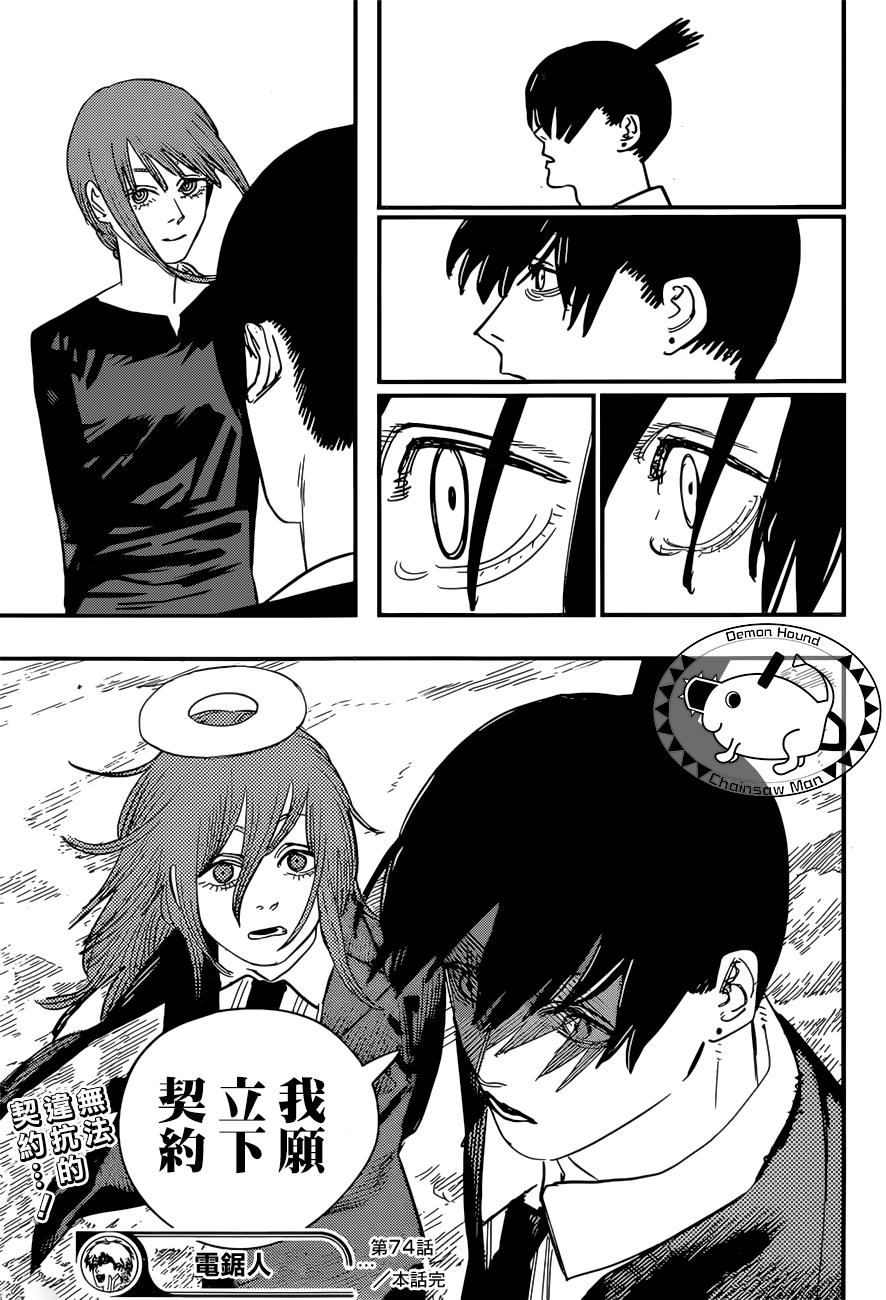 Demon Hound
Chainsaw Man
我願
立下
契約
無法
違抗的
契約…！
電鋸人
第74話
…
／本話完